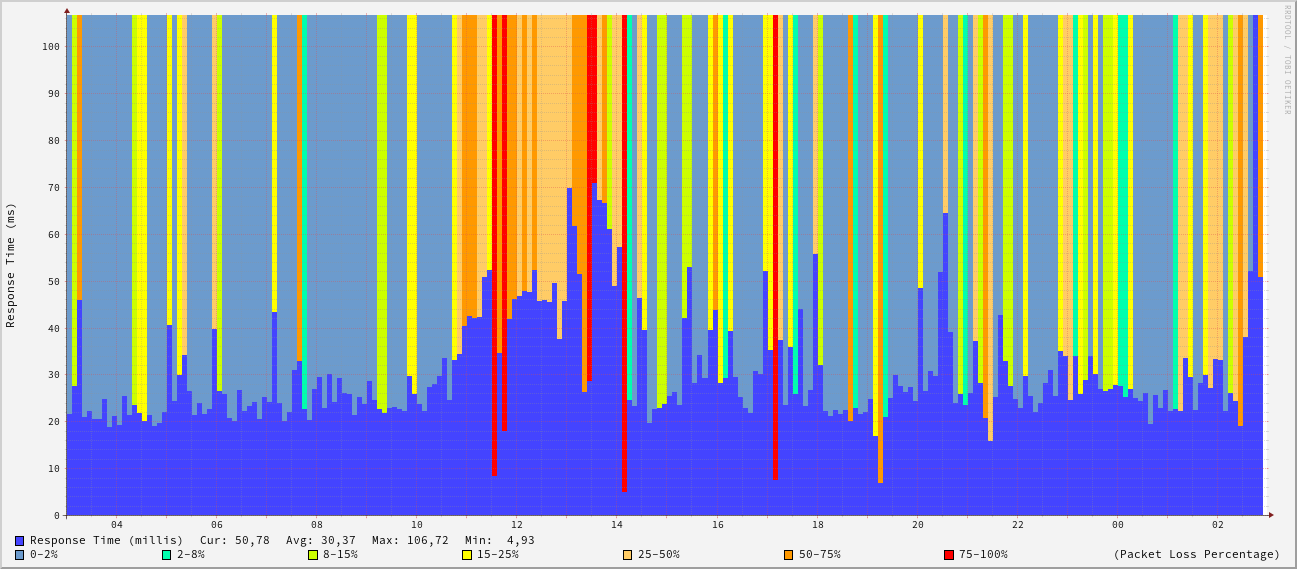 RRDTOOL / TOBI OETIKER
Response Time (ms)
100
90
80
70
60
50
40
30
20
10
0
04 06 08 10 12 14 16 18 20 22 00 02
Response Time (millis) Cur: 50,78 Avg: 30,37 Max: 106,72 Min: 4,93
0-2% 2-8% 8-15% 15-25% 25-50% 50-75% 75-100% (Packet Loss Percentage)